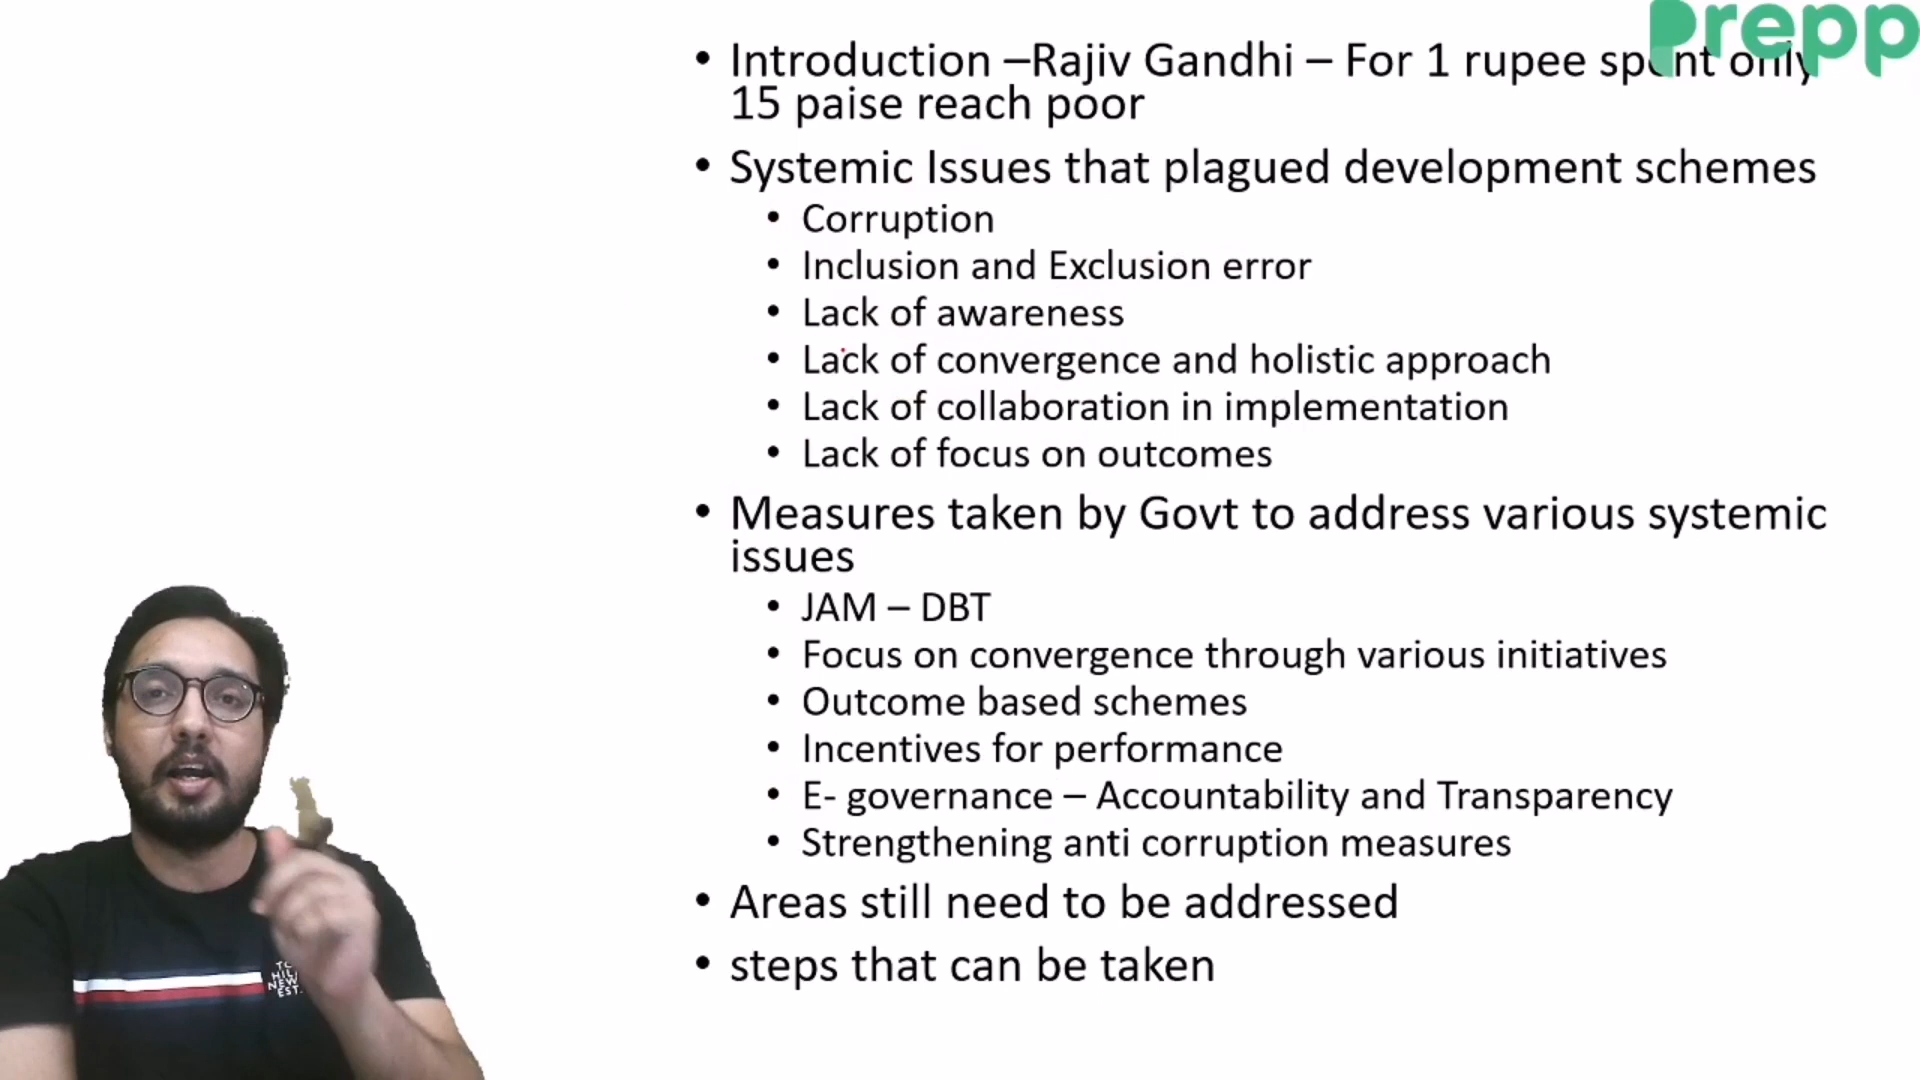 prepp
• Introduction –Rajiv Gandhi – For 1 rupee spent only
15 paise reach poor
• Systemic Issues that plagued development schemes
• Corruption
• Inclusion and Exclusion error
• Lack of awareness
• Lack of convergence and holistic approach
• Lack of collaboration in implementation
• Lack of focus on outcomes
• Measures taken by Govt to address various systemic
issues
• JAM – DBT
• Focus on convergence through various initiatives
• Outcome based schemes
• Incentives for performance
• E- governance – Accountability and Transparency
• Strengthening anti corruption measures
• Areas still need to be addressed
• steps that can be taken
EST.